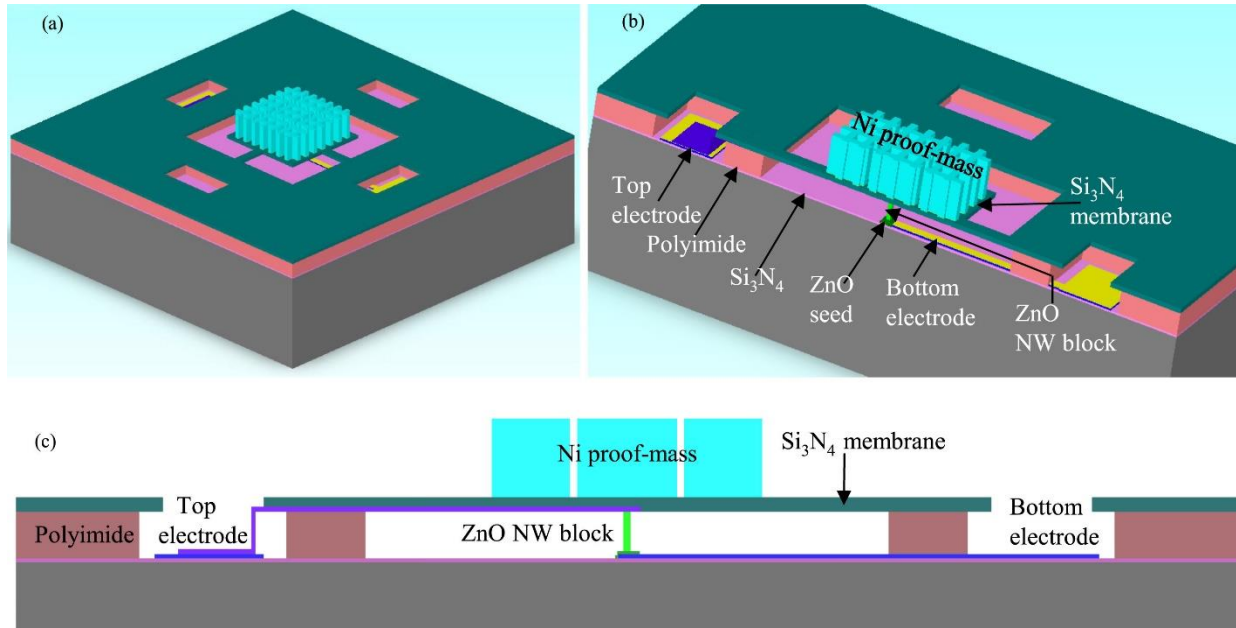 (a)
(b)
Ni proof-mass
Top
electrode
Polyimide
Si₃N₄
ZnO
seed
Bottom
electrode
Si₃N₄
membrane
ZnO
NW block
(c)
Ni proof-mass
Si₃N₄ membrane
Top
electrode
Polyimide
ZnO NW block
Bottom
electrode